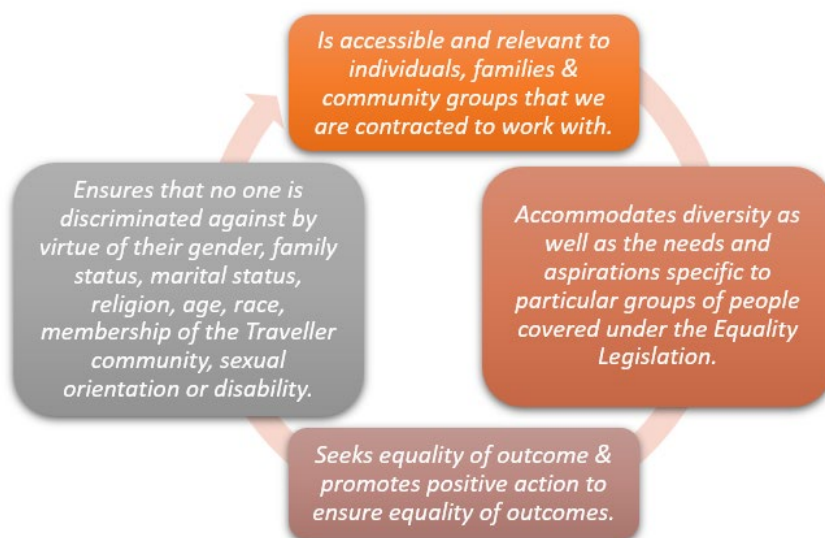 Is accessible and relevant to
individuals, families &
community groups that we
are contracted to work with.
Accommodates diversity as
well as the needs and
aspirations specific to
particular groups of people
covered under the Equality
Legislation.
Seeks equality of outcome &
promotes positive action to
ensure equality of outcomes.
Ensures that no one is
discriminated against by
virtue of their gender, family
status, marital status,
religion, age, race,
membership of the Traveller
community, sexual
orientation or disability.